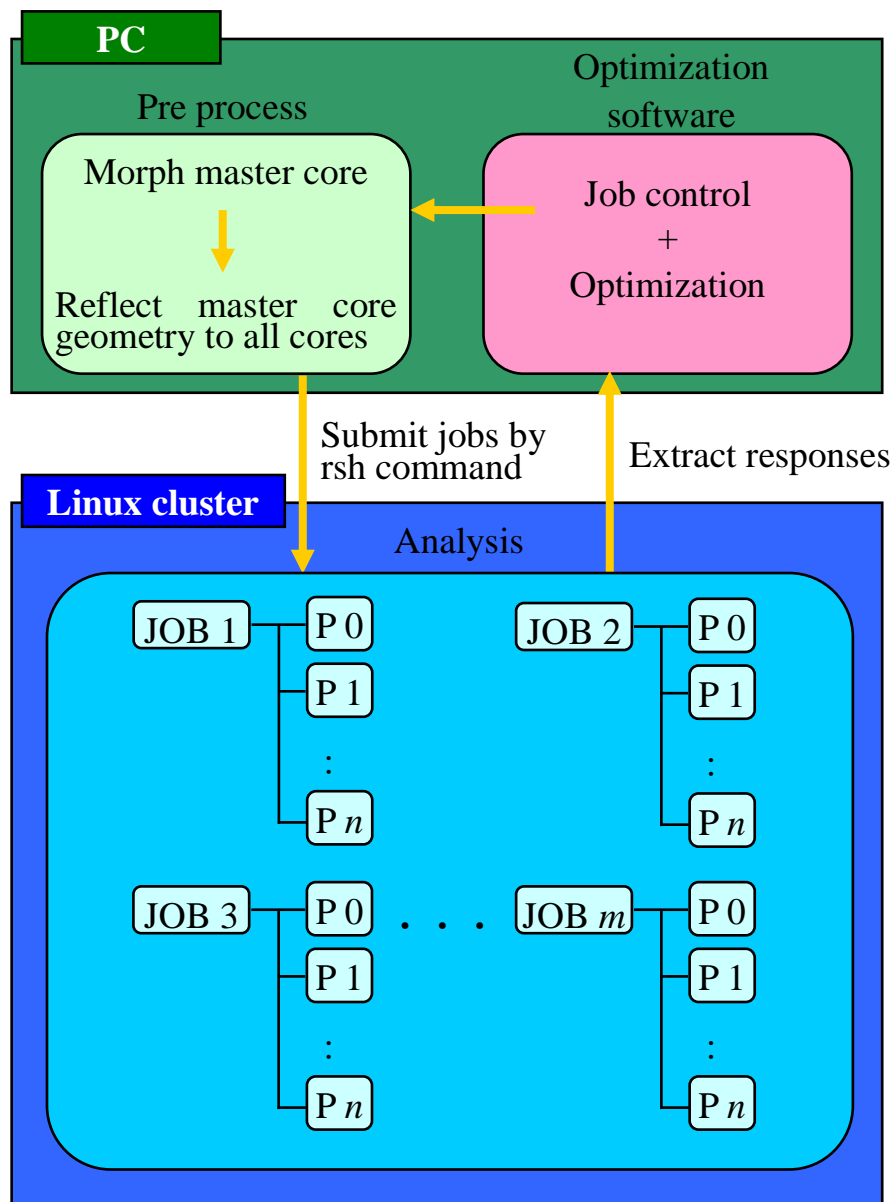 PC
Pre process
Optimization
software
Morph master core
Reflect master core
geometry to all cores
Job control
+
Optimization
Submit jobs by
rsh command
Extract responses
Linux cluster
Analysis
JOB 1
P 0
P 1
:
P n
JOB 2
P 0
P 1
:
P n
JOB 3
P 0
P 1
:
P n
. . .
JOB m
P 0
P 1
:
P n